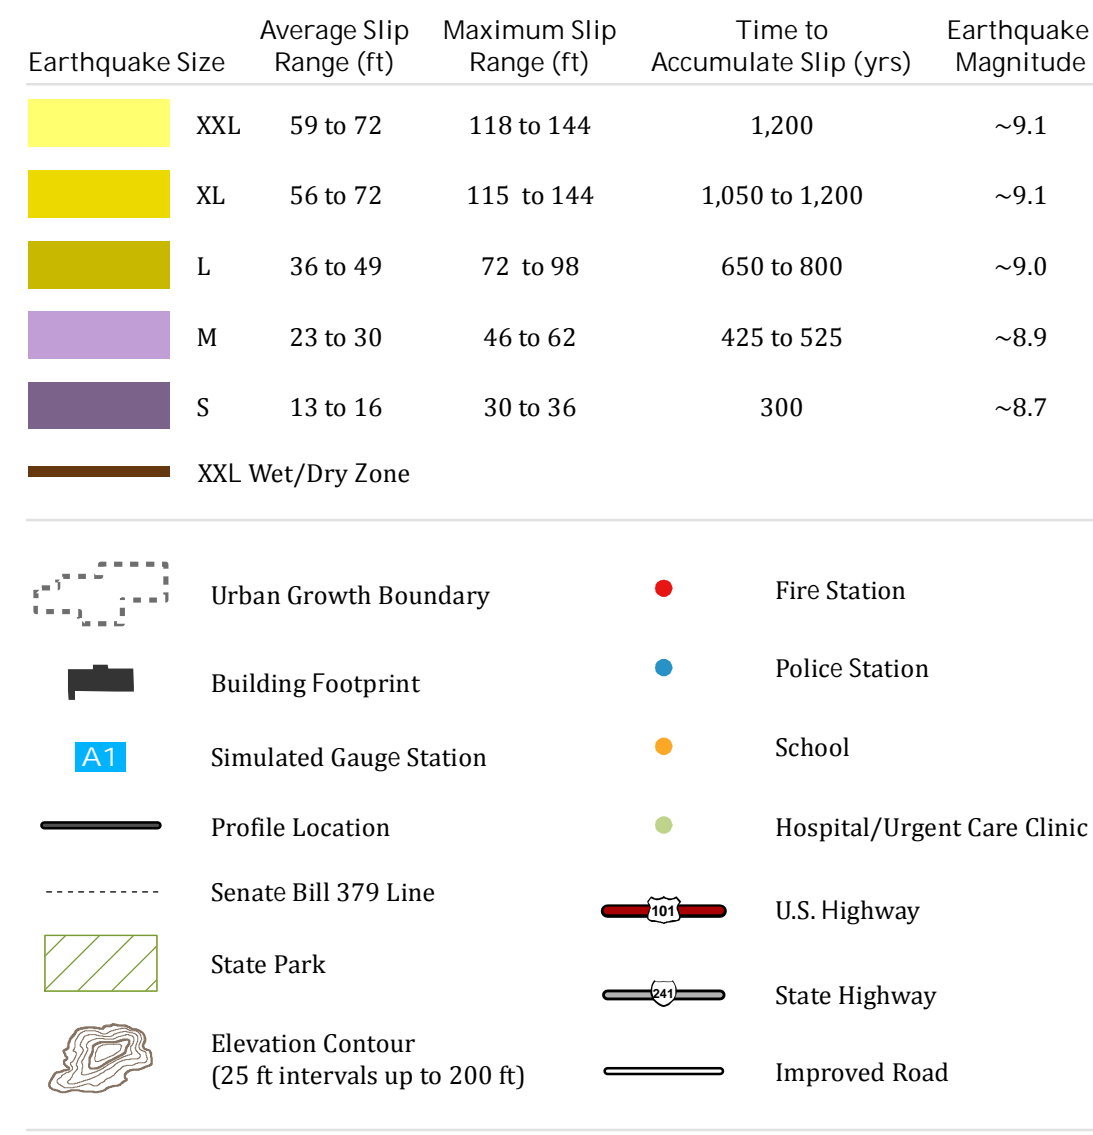 Earthquake Size Average Slip Range (ft) Maximum Slip Range (ft) Time to Accumulate Slip (yrs) Earthquake Magnitude
XXL 59 to 72 118 to 144 1,200 ~9.1
XL 56 to 72 115 to 144 1,050 to 1,200 ~9.1
L 36 to 49 72 to 98 650 to 800 ~9.0
M 23 to 30 46 to 62 425 to 525 ~8.9
S 13 to 16 30 to 36 300 ~8.7
XXL Wet/Dry Zone
Urban Growth Boundary
Building Footprint
A1 Simulated Gauge Station
Profile Location
Senate Bill 379 Line
State Park
Elevation Contour
(25 ft intervals up to 200 ft)
Fire Station
Police Station
School
Hospital/Urgent Care Clinic
101 U.S. Highway
241 State Highway
Improved Road